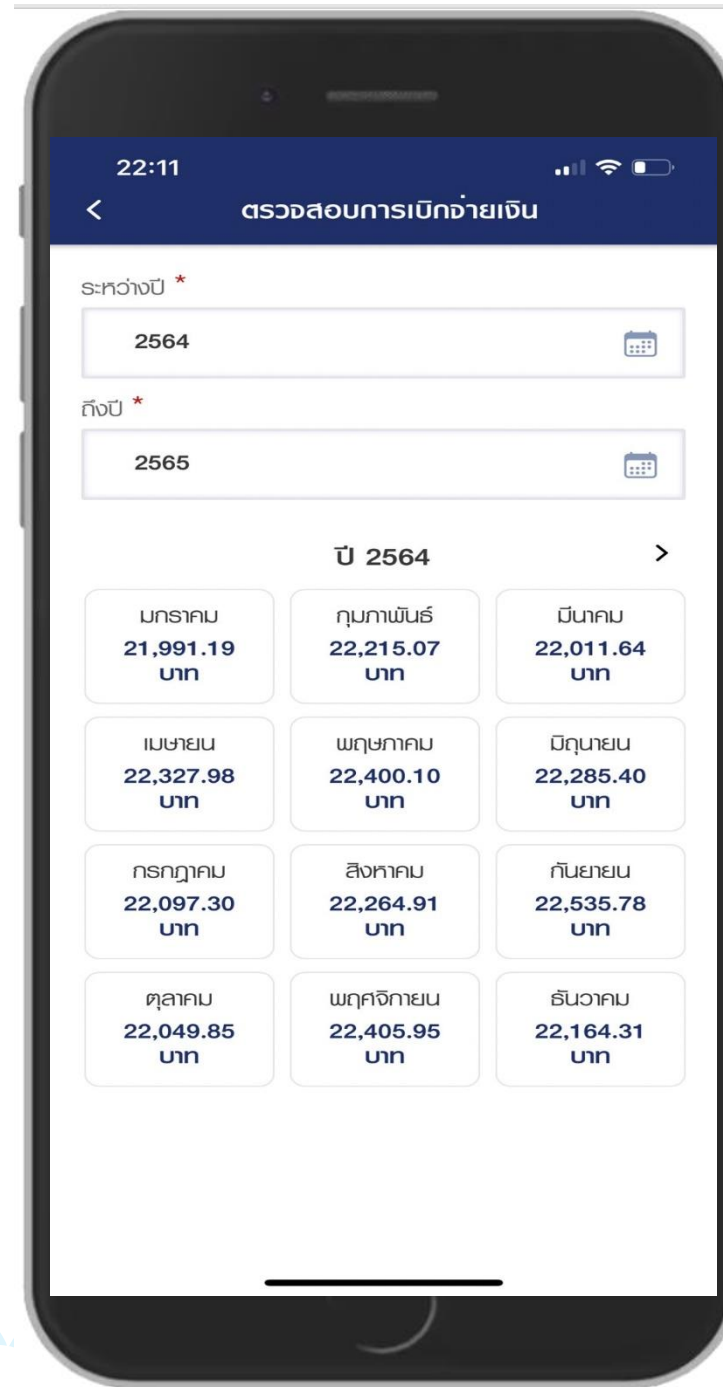 22:11
ตรวจสอบการเบิกจ่ายเงิน
ระหว่างปี *
2564
ถึงปี *
2565
ปี 2564
มกราคม
21,991.19
บาท
กุมภาพันธ์
22,215.07
บาท
มีนาคม
22,011.64
บาท
เมษายน
22,327.98
บาท
พฤษภาคม
22,400.10
บาท
มิถุนายน
22,285.40
บาท
กรกฎาคม
22,097.30
บาท
สิงหาคม
22,264.91
บาท
กันยายน
22,535.78
บาท
ตุลาคม
22,049.85
บาท
พฤศจิกายน
22,405.95
บาท
ธันวาคม
22,164.31
บาท